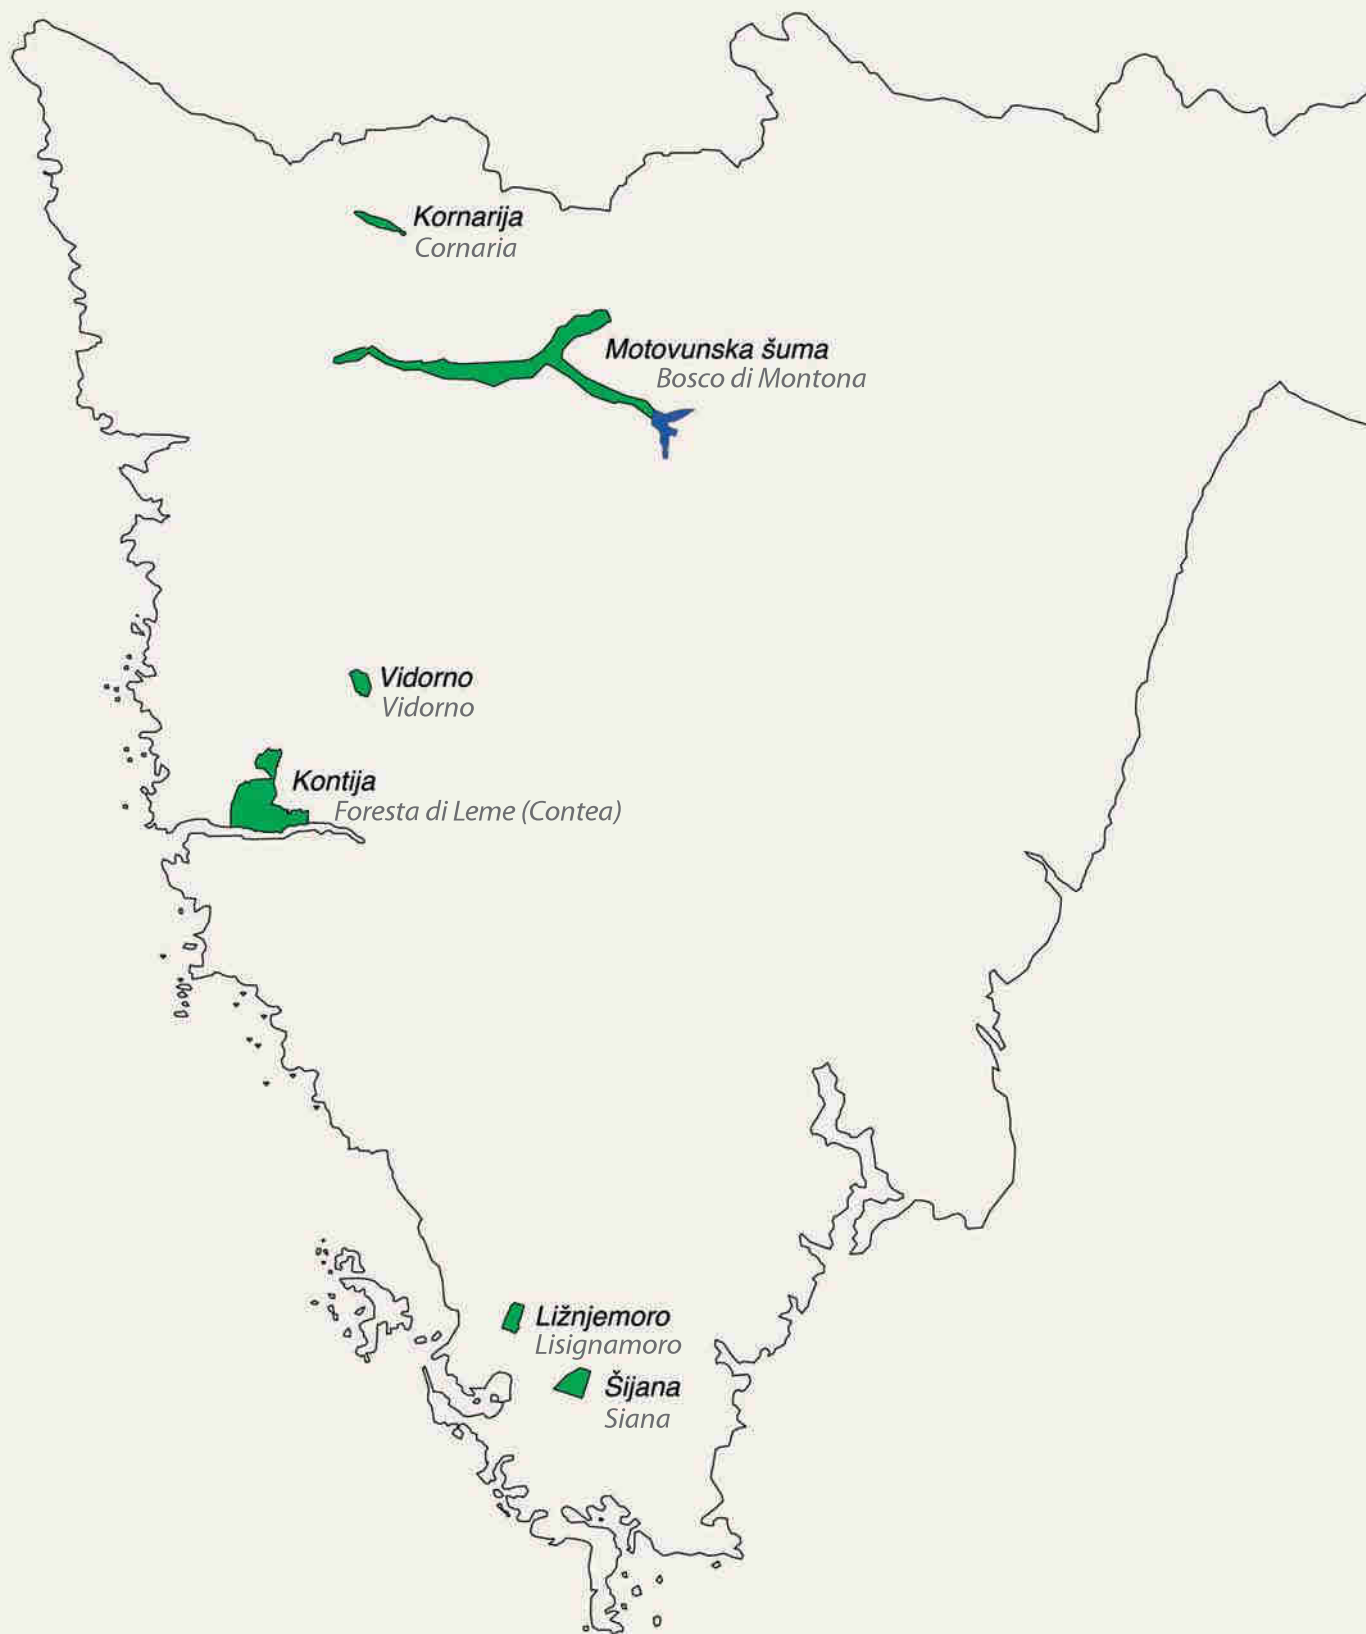 Kornarija
Cornaria
Motovunska šuma
Bosco di Montona
Vidorno
Vidorno
Kontija
Foresta di Leme (Contea)
Ližnjemoro
Lisignamoro
Šijana
Siana